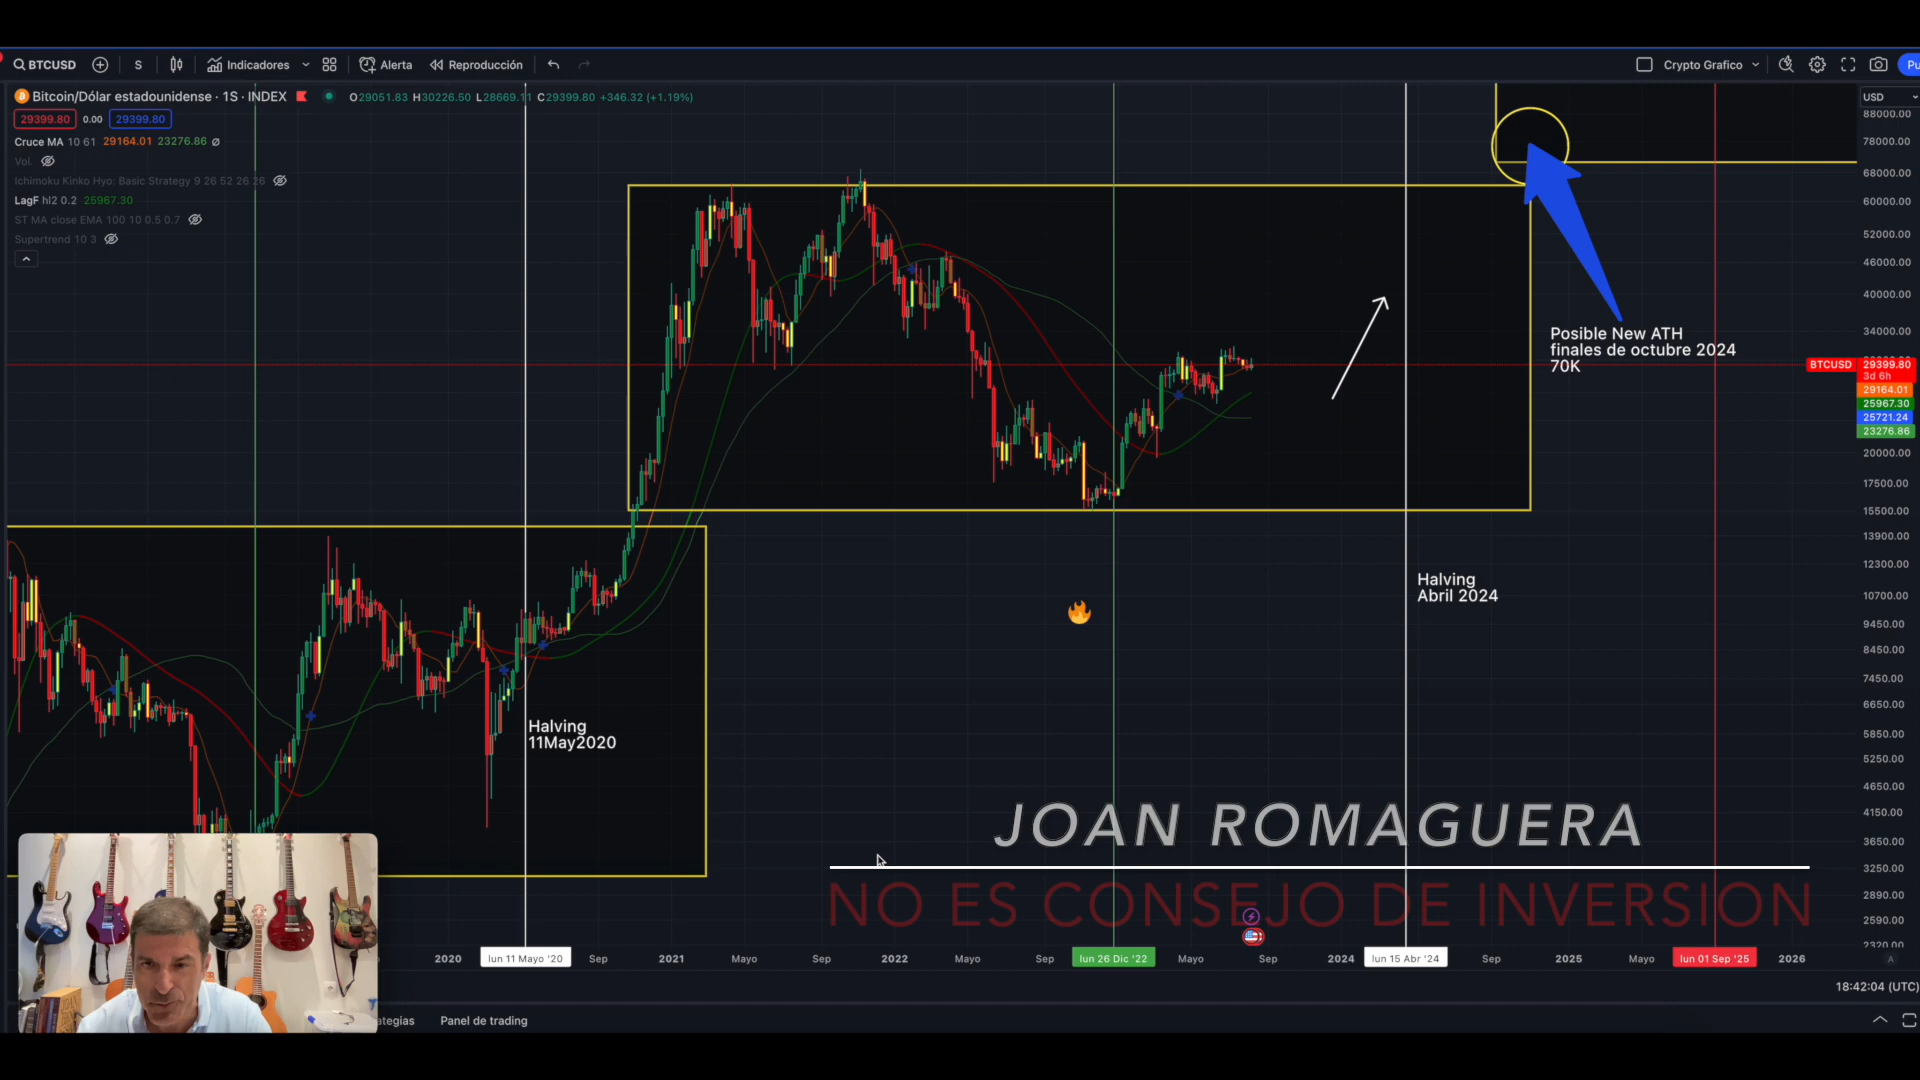 BTCUSD
S
Indicadores
Alerta
Reproducción
Crypto Grafico
Pu
Bitcoin/Dólar estadounidense · 1S · INDEX
O29051.83 H30226.50 L28669.11 C29399.80 +346.32 (+1.19%)
USD
29399.80 0.00 29399.80
Cruce MA 10 61 29164.01 23276.86 ∅
Vol.
Ichimoku Kinko Hyo: Basic Strategy 9 26 52 26 26
LagF hl2 0.2 25967.30
ST MA close EMA 100 10 0.5 0.7
Supertrend 10 3
88000.00
78000.00
68000.00
60000.00
52000.00
46000.00
40000.00
34000.00
Posible New ATH
finales de octubre 2024
70K
BTCUSD 29399.80
3d 6h
29164.01
25967.30
25721.24
23276.86
20000.00
17500.00
15500.00
13900.00
12300.00
10700.00
9450.00
8450.00
7450.00
6650.00
5850.00
5250.00
4650.00
4150.00
3650.00
3250.00
2890.00
2590.00
2320.00
Halving
Abril 2024
Halving
11May2020
JOAN ROMAGUERA
NO ES CONSEJO DE INVERSION
2020 lun 11 Mayo '20 Sep 2021 Mayo Sep 2022 Mayo Sep lun 26 Dic '22 Mayo Sep 2024 lun 15 Abr '24 Sep 2025 Mayo lun 01 Sep '25 2026 A
18:42:04 (UTC)
ategias
Panel de trading